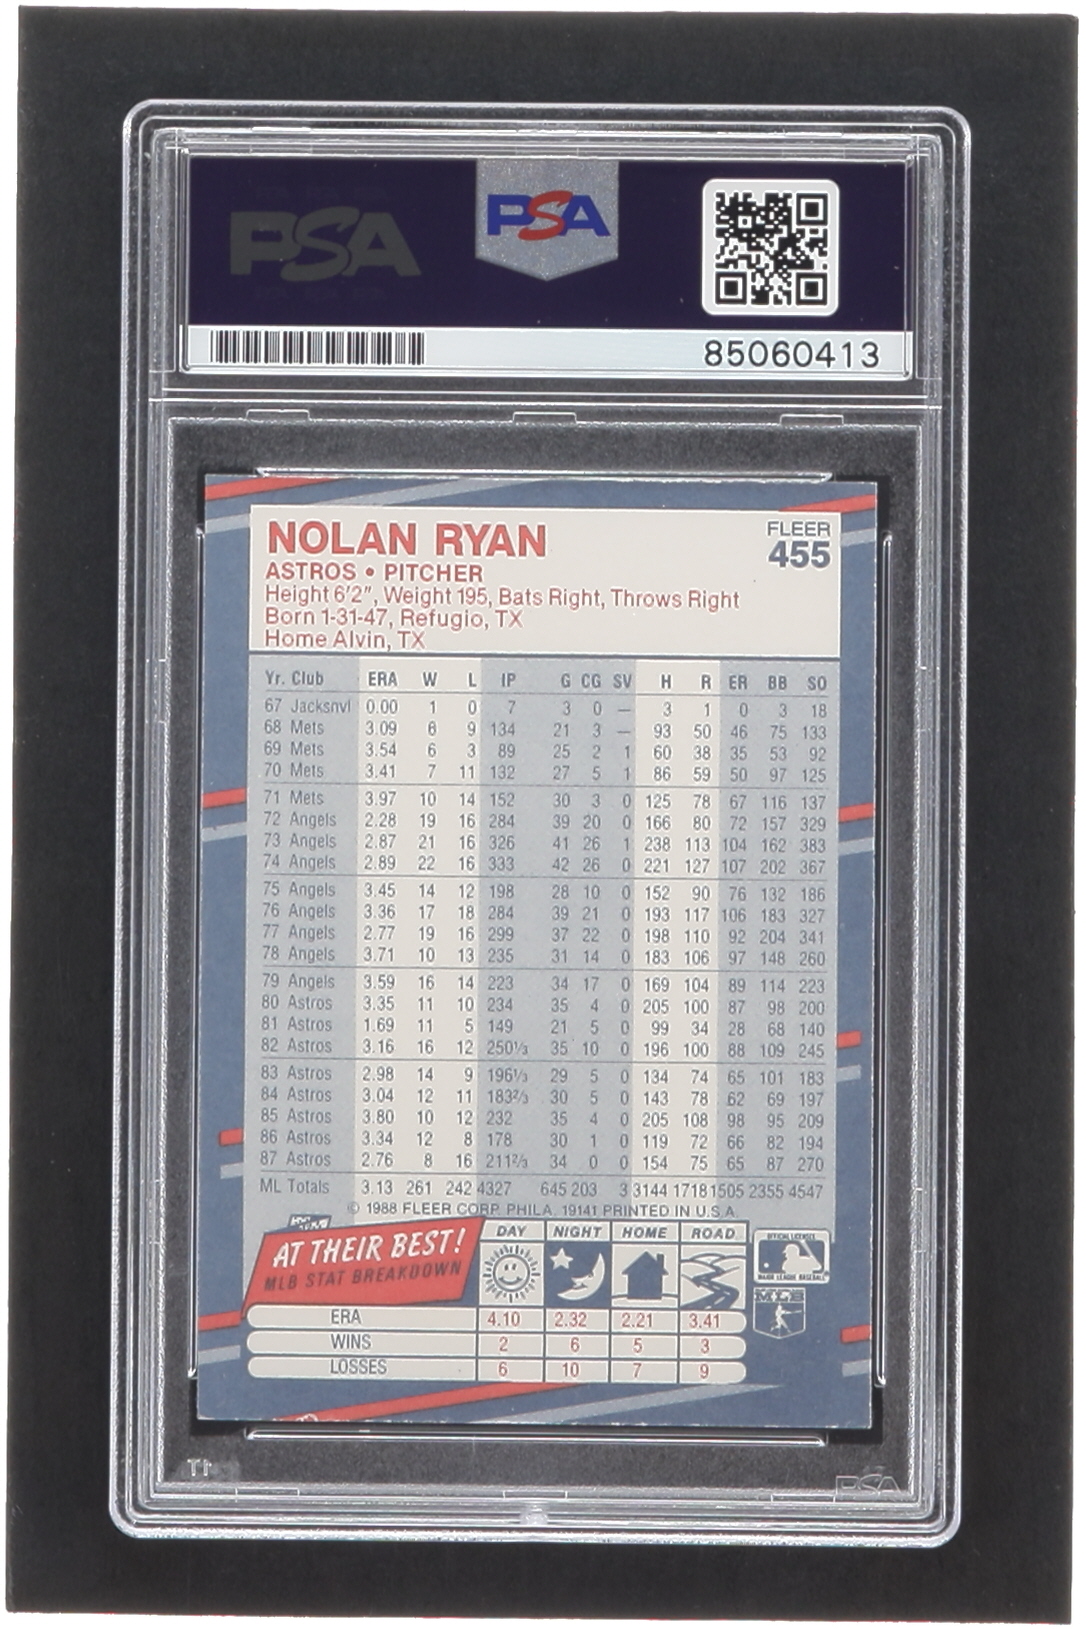 PSA
PSA
85060413
NOLAN RYAN
FLEER
455
ASTROS • PITCHER
Height 6'2", Weight 195, Bats Right, Throws Right
Born 1-31-47, Refugio, TX
Home Alvin, TX
Yr. Club ERA W L IP G CG SV H R ER BB SO
67 Jacksnvl 0.00 1 0 7 3 0 — 3 1 0 3 18
68 Mets 3.09 6 9 134 21 3 — 93 50 46 75 133
69 Mets 3.54 6 3 89 25 2 1 60 38 35 53 92
70 Mets 3.41 7 11 132 27 5 1 86 59 50 97 125
71 Mets 3.97 10 14 152 30 3 0 125 78 67 116 137
72 Angels 2.28 19 16 284 39 20 0 166 80 72 157 329
73 Angels 2.87 21 16 326 41 26 1 238 113 104 162 383
74 Angels 2.89 22 16 333 42 26 0 221 127 107 202 367
75 Angels 3.45 14 12 198 28 10 0 152 90 76 132 186
76 Angels 3.36 17 18 284 39 21 0 193 117 106 183 327
77 Angels 2.77 19 16 299 37 22 0 198 110 92 204 341
78 Angels 3.71 10 13 235 31 14 0 183 106 97 148 260
79 Angels 3.59 16 14 223 34 17 0 169 104 89 114 223
80 Astros 3.35 11 10 234 35 4 0 205 100 87 98 200
81 Astros 1.69 11 5 149 21 5 0 99 34 28 68 140
82 Astros 3.16 16 12 250⅓ 35 10 0 196 100 88 109 245
83 Astros 2.98 14 9 196⅓ 29 5 0 134 74 65 101 183
84 Astros 3.04 12 11 183⅔ 30 5 0 143 78 62 69 197
85 Astros 3.80 10 12 232 35 4 0 205 108 98 95 209
86 Astros 3.34 12 8 178 30 1 0 119 72 66 82 194
87 Astros 2.76 8 16 211⅔ 34 0 0 154 75 65 87 270
ML Totals 3.13 261 242 4327 645 203 3 3144 1718 1505 2355 4547
© 1988 FLEER CORP. PHILA. 19141 PRINTED IN U.S.A.
AT THEIR BEST!
MLB STAT BREAKDOWN
DAY NIGHT HOME ROAD
ERA 4.10 2.32 2.21 3.41
WINS 2 6 5 3
LOSSES 6 10 7 9
OFFICIAL LICENSEE
MAJOR LEAGUE BASEBALL
MLB
PSA